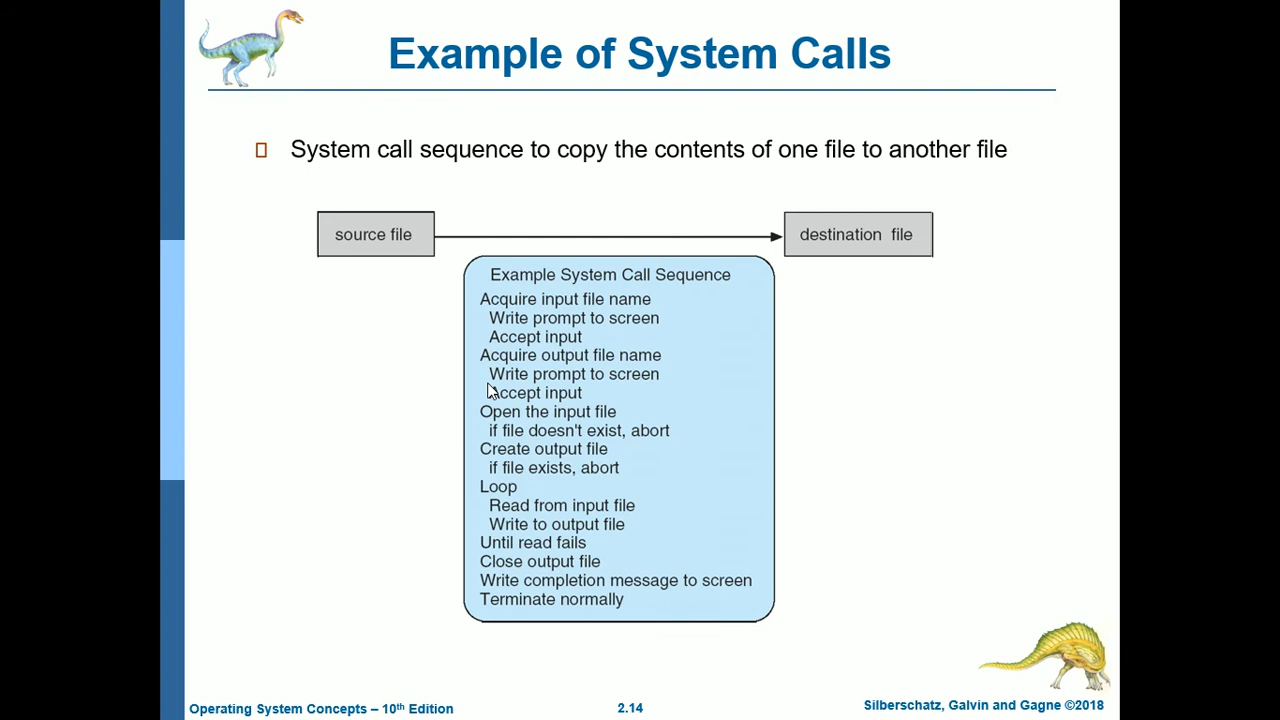 Example of System Calls
System call sequence to copy the contents of one file to another file
source file
destination file
Example System Call Sequence
Acquire input file name
Write prompt to screen
Accept input
Acquire output file name
Write prompt to screen
Accept input
Open the input file
if file doesn't exist, abort
Create output file
if file exists, abort
Loop
Read from input file
Write to output file
Until read fails
Close output file
Write completion message to screen
Terminate normally
Operating System Concepts – 10th Edition
2.14
Silberschatz, Galvin and Gagne ©2018